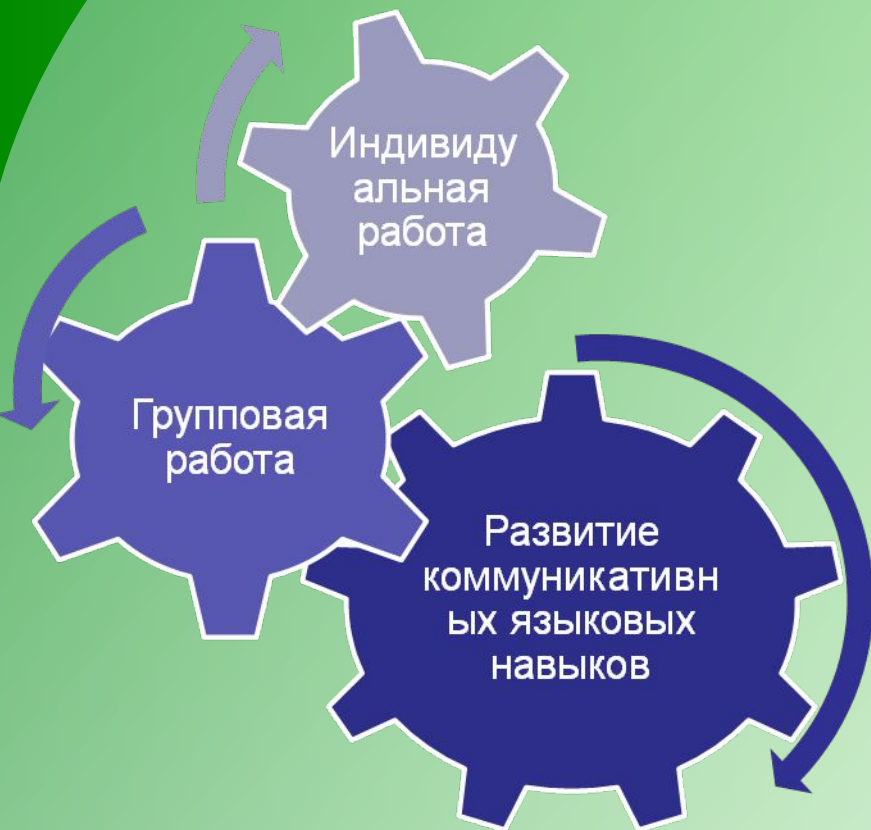 Индивиду
альная
работа
Групповая
работа
Развитие
коммуникативн
ых языковых
навыков